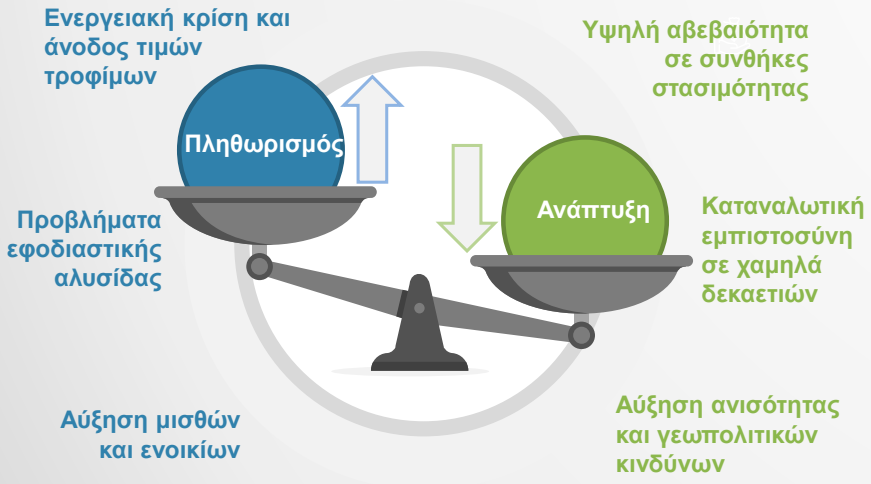 Ενεργειακή κρίση και
άνοδος τιμών
τροφίμων
Πληθωρισμός
Προβλήματα
εφοδιαστικής
αλυσίδας
Αύξηση μισθών
και ενοικίων
Υψηλή αβεβαιότητα
σε συνθήκες
στασιμότητας
Ανάπτυξη
Καταναλωτική
εμπιστοσύνη
σε χαμηλά
δεκαετιών
Αύξηση ανισότητας
και γεωπολιτικών
κινδύνων